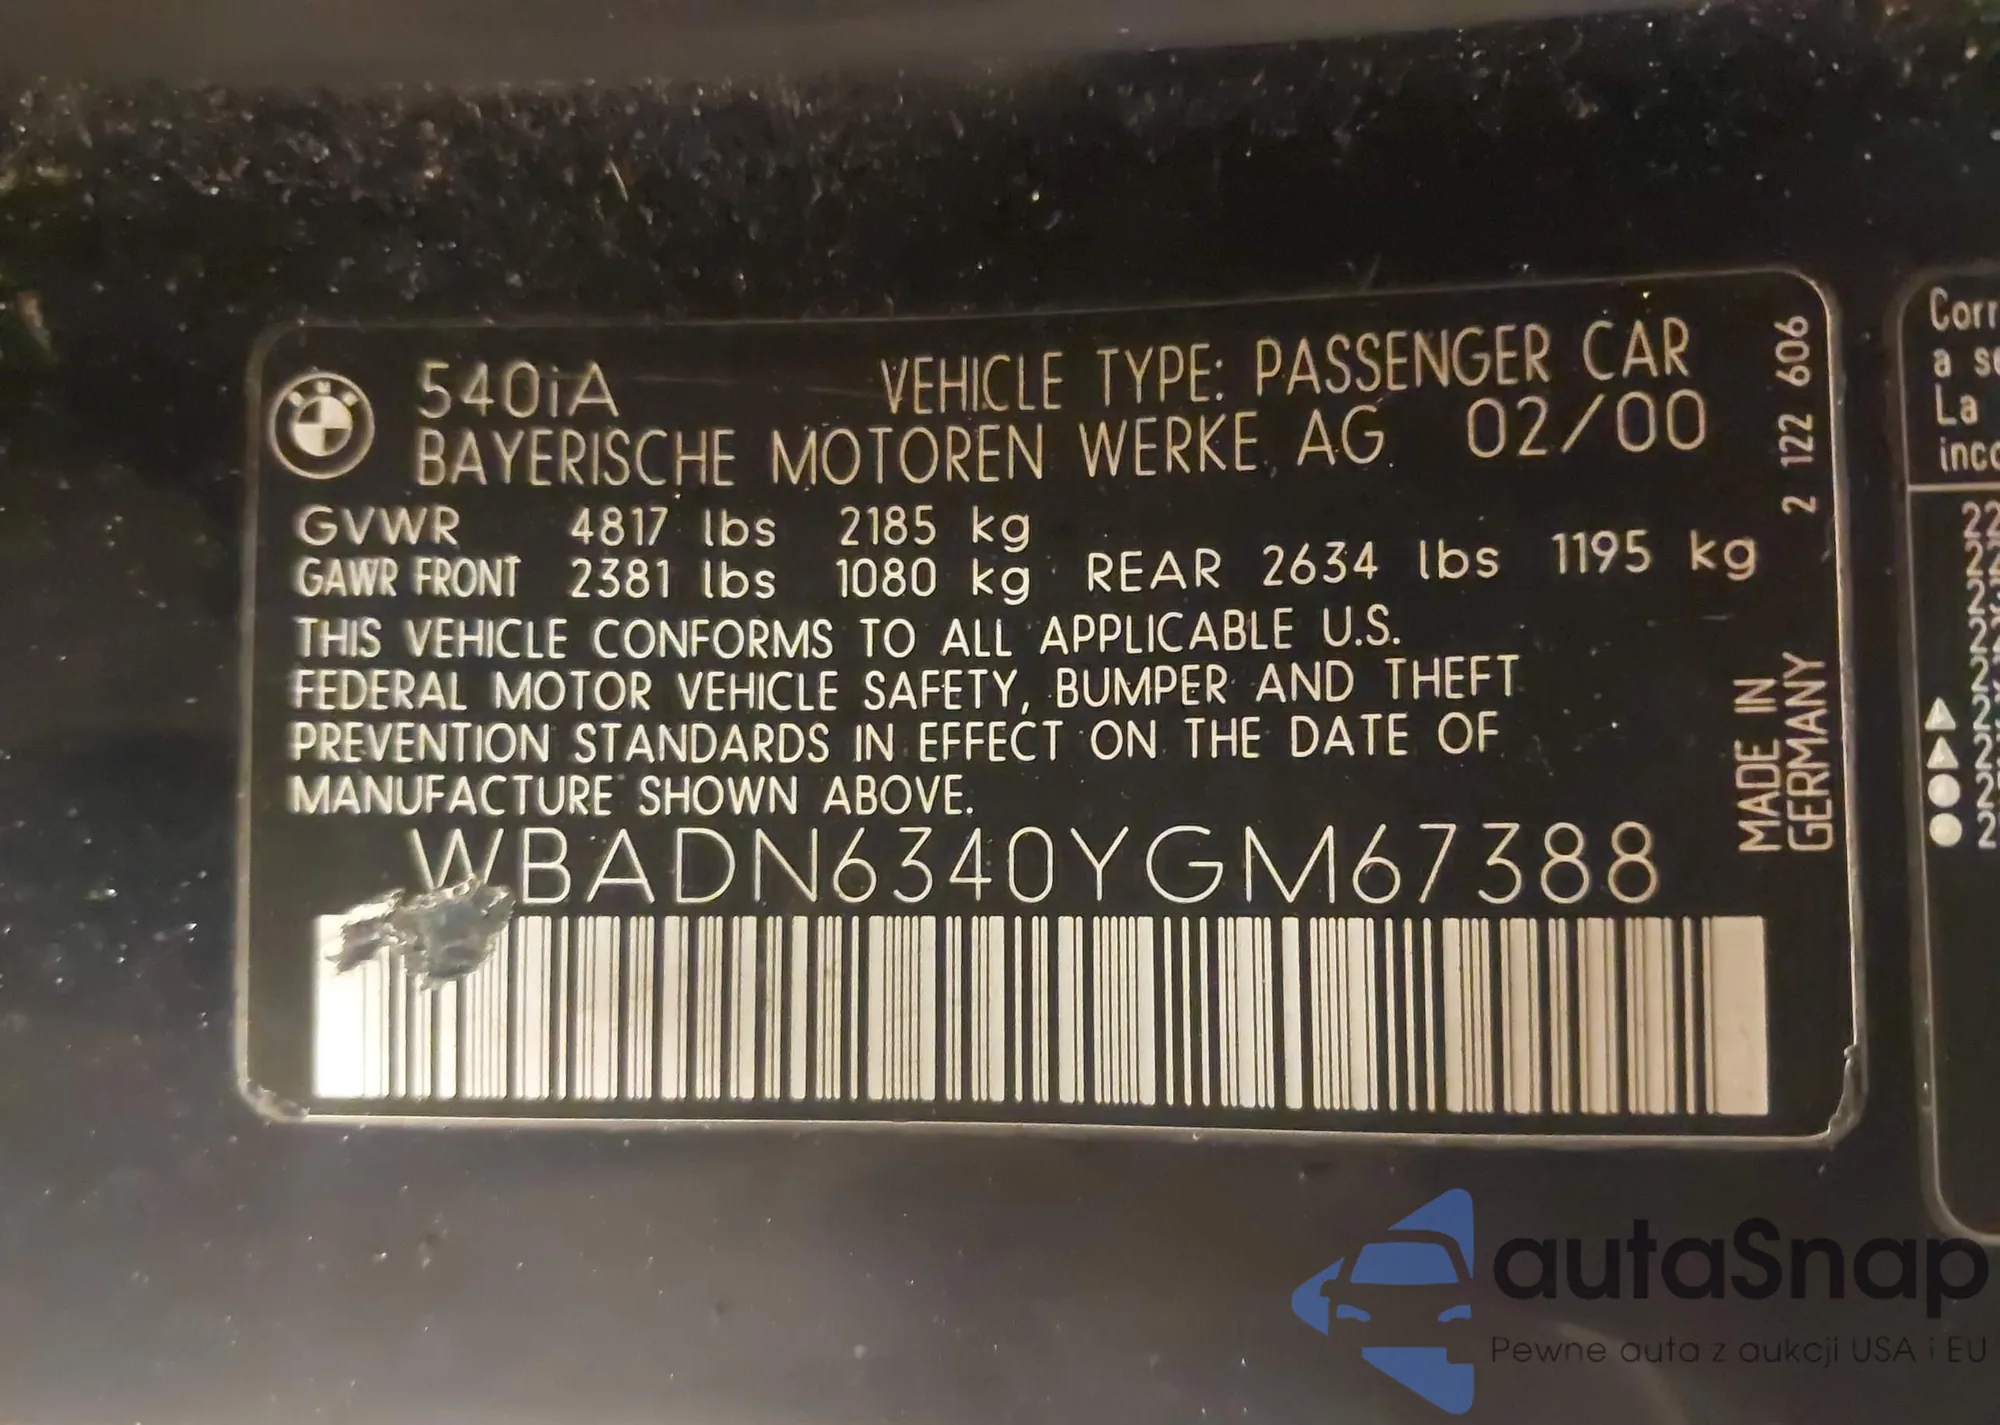 540iA VEHICLE TYPE: PASSENGER CAR
BAYERISCHE MOTOREN WERKE AG 02/00
GVWR 4817 lbs 2185 kg
GAWR FRONT 2381 lbs 1080 kg REAR 2634 lbs 1195 kg
THIS VEHICLE CONFORMS TO ALL APPLICABLE U.S.
FEDERAL MOTOR VEHICLE SAFETY, BUMPER AND THEFT
PREVENTION STANDARDS IN EFFECT ON THE DATE OF
MANUFACTURE SHOWN ABOVE.
WBADN6340YGM67388
2 122 606
MADE IN
GERMANY
La
autaSnap
Pewne auta z aukcji USA i EU